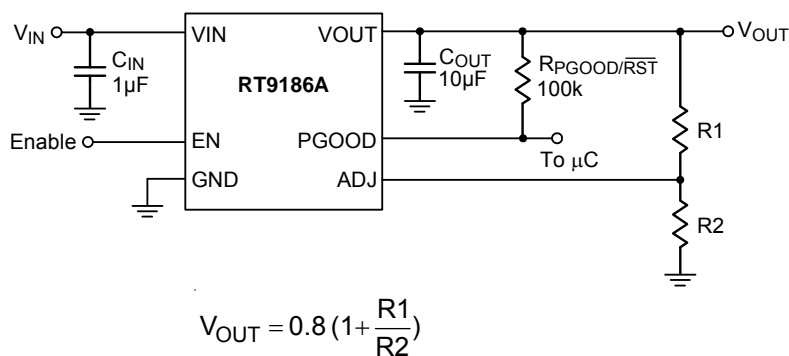 VIN
VIN
VOUT
VOUT
CIN
1µF
RT9186A
COUT
10µF
RPGOOD/RST
100k
Enable
EN
PGOOD
To µC
R1
GND
ADJ
R2
VOUT = 0.8 (1+ R1/R2)